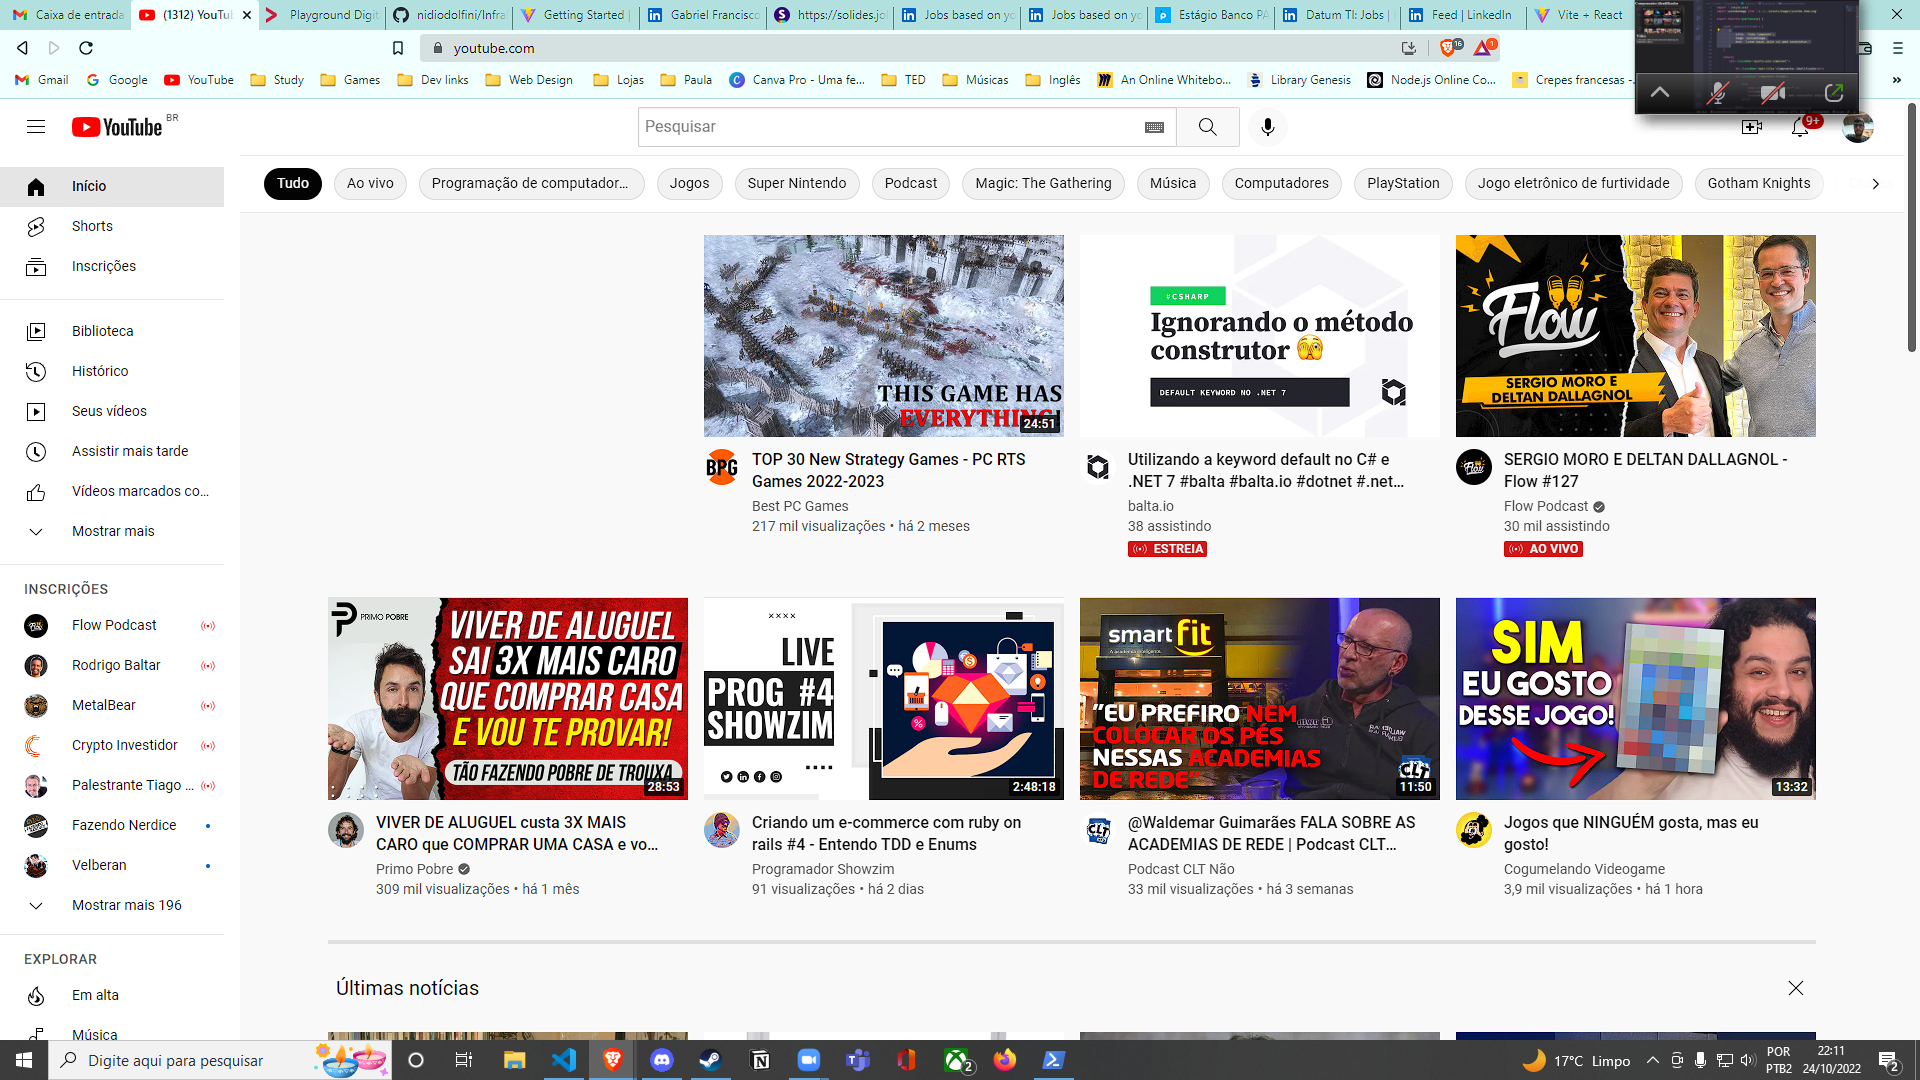 Caixa de entrada
(1312) YouTu
Playground Digit
nidiodolfini/Infra
Getting Started |
Gabriel Francisco
https://solides.jo
Jobs based on yo
Jobs based on yo
Estágio Banco PA
Datum TI: Jobs |
Feed | LinkedIn
Vite + React
youtube.com
16
1
Gmail
Google
YouTube
Study
Games
Dev links
Web Design
Lojas
Paula
Canva Pro - Uma fe...
TED
Músicas
Inglês
An Online Whitebo...
Library Genesis
Node.js Online Co...
Crepes francesas -
YouTube BR
Pesquisar
9+
Tudo
Ao vivo
Programação de computador...
Jogos
Super Nintendo
Podcast
Magic: The Gathering
Música
Computadores
PlayStation
Jogo eletrônico de furtividade
Gotham Knights
Início
Shorts
Inscrições
Biblioteca
Histórico
Seus vídeos
Assistir mais tarde
Vídeos marcados co...
Mostrar mais
INSCRIÇÕES
Flow Podcast
Rodrigo Baltar
MetalBear
Crypto Investidor
Palestrante Tiago ...
Fazendo Nerdice
Velberan
Mostrar mais 196
EXPLORAR
Em alta
Música
THIS GAME HAS
EVERYTHING!
24:51
BPG
TOP 30 New Strategy Games - PC RTS
Games 2022-2023
Best PC Games
217 mil visualizações • há 2 meses
#CSHARP
Ignorando o método
construtor
DEFAULT KEYWORD NO .NET 7
Utilizando a keyword default no C# e
.NET 7 #balta #balta.io #dotnet #.net...
balta.io
38 assistindo
ESTREIA
Flow
SERGIO MORO E
DELTAN DALLAGNOL
SERGIO MORO E DELTAN DALLAGNOL -
Flow #127
Flow Podcast
30 mil assistindo
AO VIVO
PRIMO POBRE
VIVER DE ALUGUEL
SAI 3X MAIS CARO
QUE COMPRAR CASA
E VOU TE PROVAR!
TÃO FAZENDO POBRE DE TROUXA
28:53
VIVER DE ALUGUEL custa 3X MAIS
CARO que COMPRAR UMA CASA e vo...
Primo Pobre
309 mil visualizações • há 1 mês
LIVE
PROG #4
SHOWZIM
2:48:18
Criando um e-commerce com ruby on
rails #4 - Entendo TDD e Enums
Programador Showzim
91 visualizações • há 2 dias
smart fit
A academia inteligente.
"EU PREFIRO NEM
COLOCAR OS PÉS
NESSAS ACADEMIAS
DE REDE"
CLT
11:50
CLT
@Waldemar Guimarães FALA SOBRE AS
ACADEMIAS DE REDE | Podcast CLT...
Podcast CLT Não
33 mil visualizações • há 3 semanas
SIM
EU GOSTO
DESSE JOGO!
13:32
Jogos que NINGUÉM gosta, mas eu
gosto!
Cogumelando Videogame
3,9 mil visualizações • há 1 hora
Últimas notícias
Digite aqui para pesquisar
2
17°C Limpo
POR
PTB2
22:11
24/10/2022
2